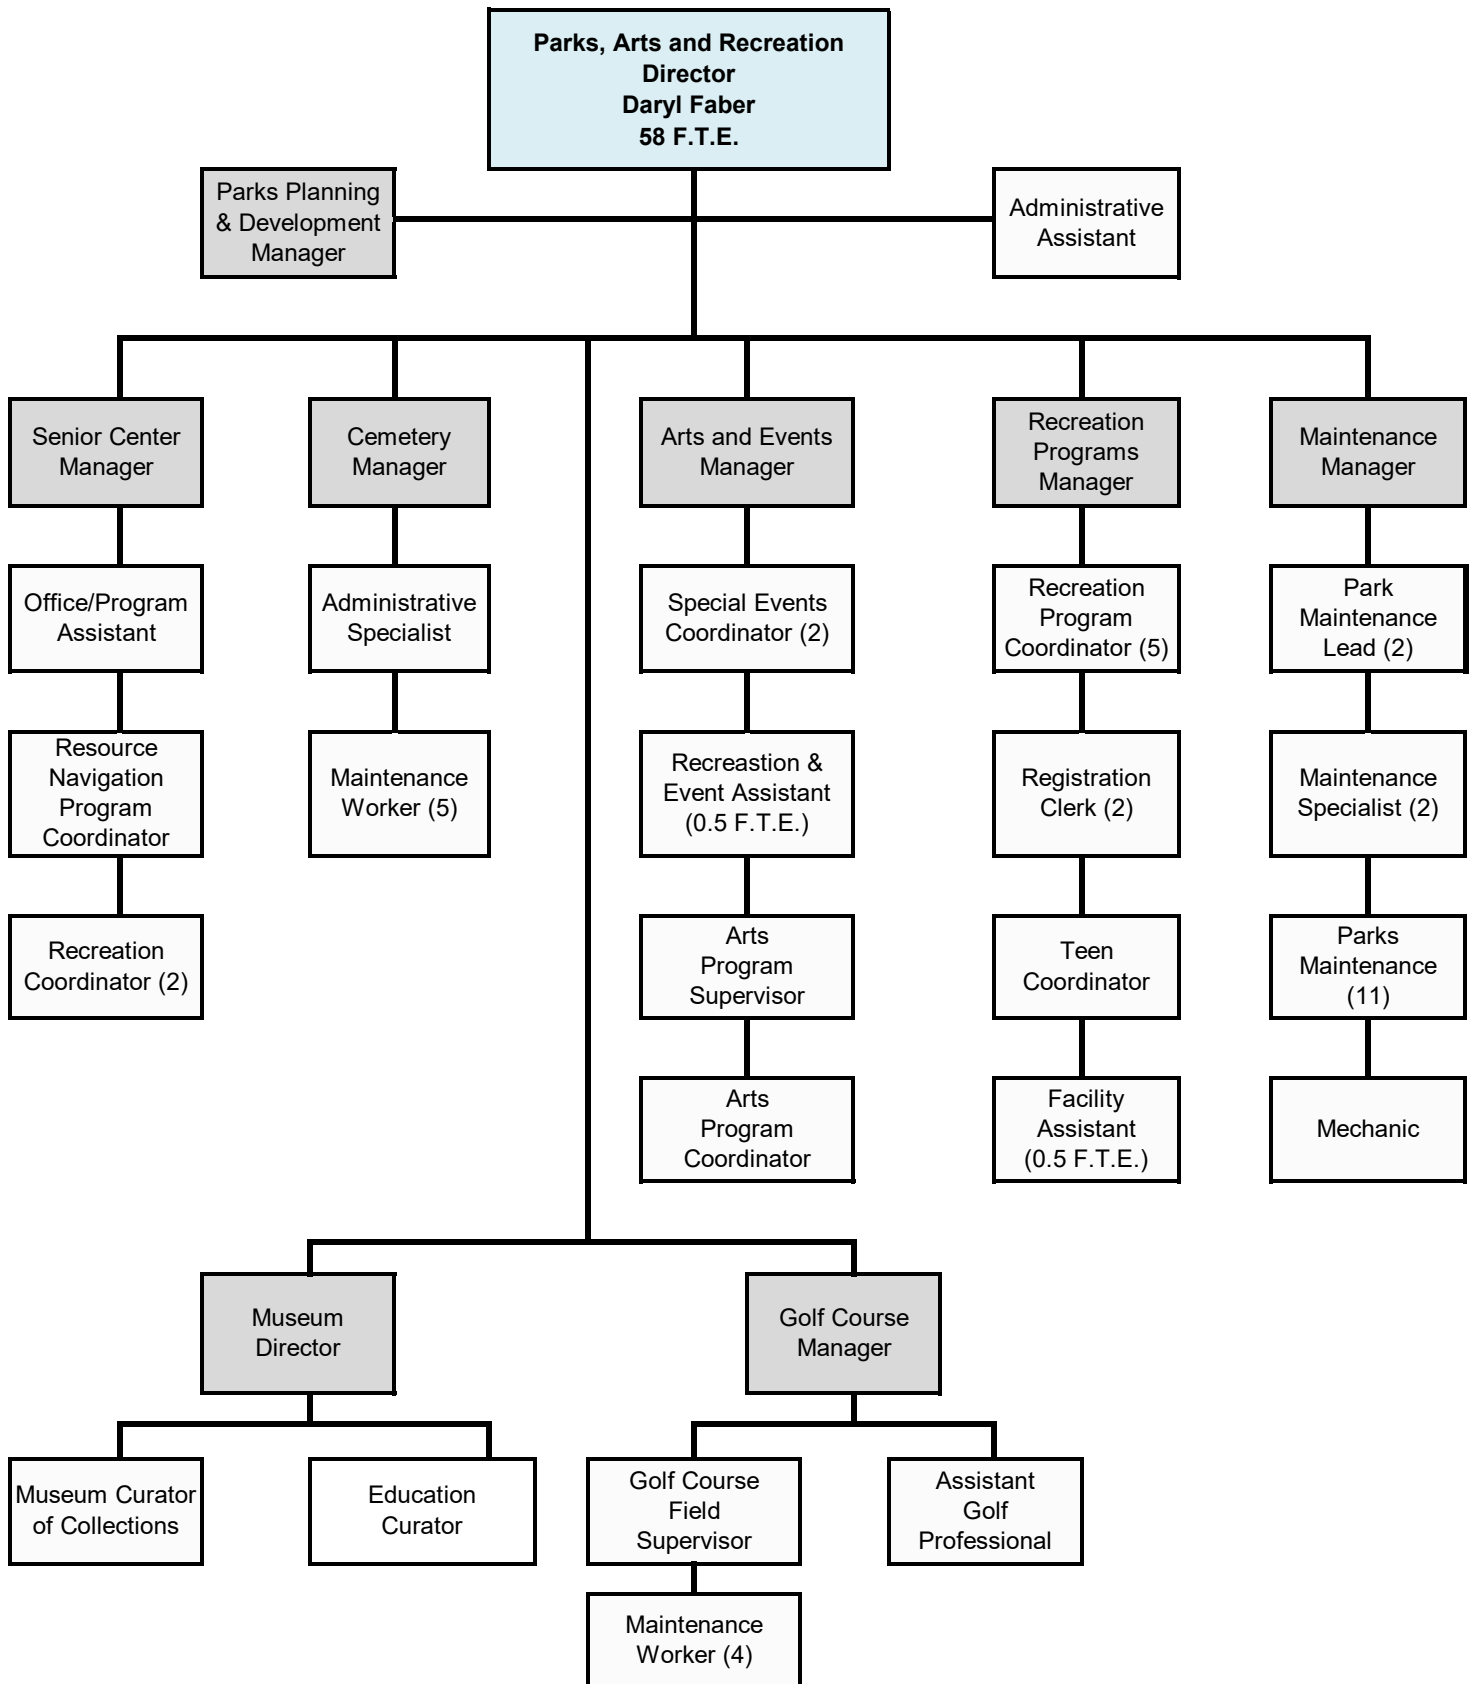 Parks, Arts and Recreation
Director
Daryl Faber
58 F.T.E.
Parks Planning
& Development
Manager
Administrative
Assistant
Senior Center
Manager
Cemetery
Manager
Arts and Events
Manager
Recreation
Programs
Manager
Maintenance
Manager
Office/Program
Assistant
Administrative
Specialist
Special Events
Coordinator (2)
Recreation
Program
Coordinator (5)
Park
Maintenance
Lead (2)
Resource
Navigation
Program
Coordinator
Maintenance
Worker (5)
Recreastion &
Event Assistant
(0.5 F.T.E.)
Registration
Clerk (2)
Maintenance
Specialist (2)
Recreation
Coordinator (2)
Arts
Program
Supervisor
Teen
Coordinator
Parks
Maintenance
(11)
Arts
Program
Coordinator
Facility
Assistant
(0.5 F.T.E.)
Mechanic
Museum
Director
Golf Course
Manager
Museum Curator
of Collections
Education
Curator
Golf Course
Field
Supervisor
Assistant
Golf
Professional
Maintenance
Worker (4)